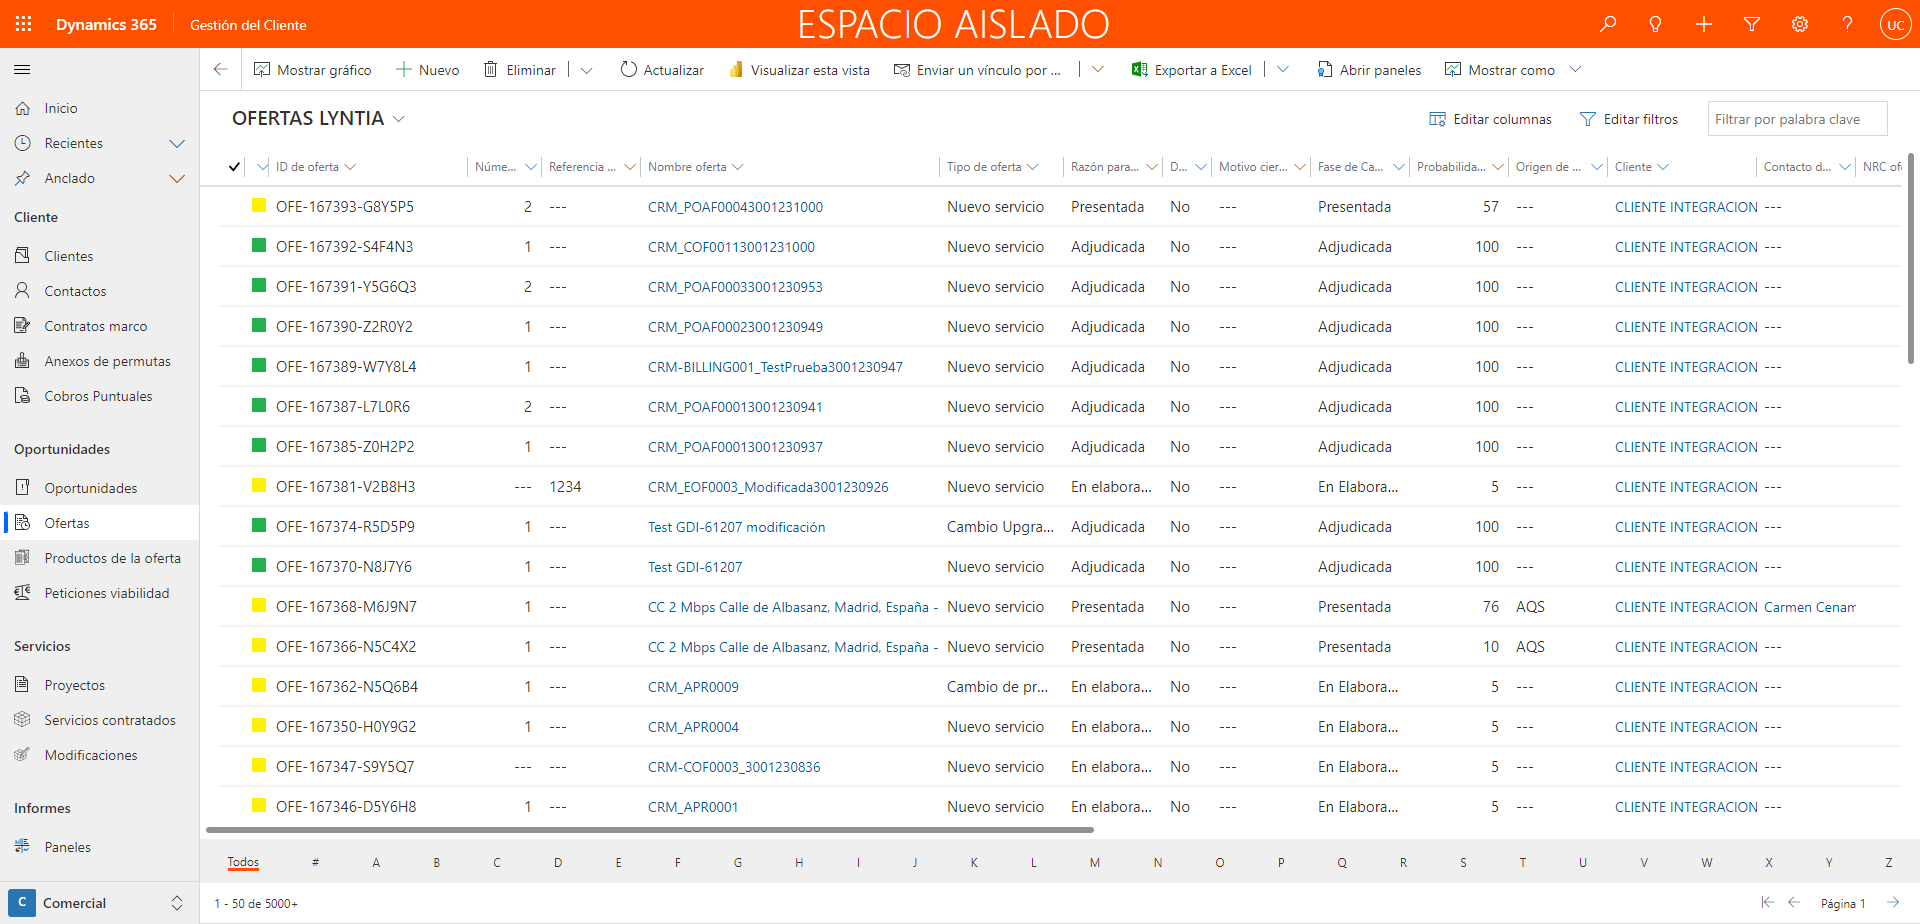 Dynamics 365 Gestión del Cliente ESPACIO AISLADO ? UC
Mostrar gráfico Nuevo Eliminar Actualizar Visualizar esta vista Enviar un vínculo por ... Exportar a Excel Abrir paneles Mostrar como
Inicio
Recientes
Anclado
Cliente
Clientes
Contactos
Contratos marco
Anexos de permutas
Cobros Puntuales
Oportunidades
Oportunidades
Ofertas
Productos de la oferta
Peticiones viabilidad
Servicios
Proyectos
Servicios contratados
Modificaciones
Informes
Paneles
C Comercial
OFERTAS LYNTIA Editar columnas Editar filtros Filtrar por palabra clave
ID de oferta Núme... Referencia ... Nombre oferta Tipo de oferta Razón para... D... Motivo cier... Fase de Ca... Probabilida... Origen de ... Cliente Contacto d... NRC of
OFE-167393-G8Y5P5 2 --- CRM_POAF00043001231000 Nuevo servicio Presentada No --- Presentada 57 --- CLIENTE INTEGRACION ---
OFE-167392-S4F4N3 1 --- CRM_COF00113001231000 Nuevo servicio Adjudicada No --- Adjudicada 100 --- CLIENTE INTEGRACION ---
OFE-167391-Y5G6Q3 2 --- CRM_POAF00033001230953 Nuevo servicio Adjudicada No --- Adjudicada 100 --- CLIENTE INTEGRACION ---
OFE-167390-Z2R0Y2 1 --- CRM_POAF00023001230949 Nuevo servicio Adjudicada No --- Adjudicada 100 --- CLIENTE INTEGRACION ---
OFE-167389-W7Y8L4 1 --- CRM-BILLING001_TestPrueba3001230947 Nuevo servicio Adjudicada No --- Adjudicada 100 --- CLIENTE INTEGRACION ---
OFE-167387-L7L0R6 2 --- CRM_POAF00013001230941 Nuevo servicio Adjudicada No --- Adjudicada 100 --- CLIENTE INTEGRACION ---
OFE-167385-Z0H2P2 1 --- CRM_POAF00013001230937 Nuevo servicio Adjudicada No --- Adjudicada 100 --- CLIENTE INTEGRACION ---
OFE-167381-V2B8H3 --- 1234 CRM_EOF0003_Modificada3001230926 Nuevo servicio En elabora... No --- En Elabora... 5 --- CLIENTE INTEGRACION ---
OFE-167374-R5D5P9 1 --- Test GDI-61207 modificación Cambio Upgra... Adjudicada No --- Adjudicada 100 --- CLIENTE INTEGRACION ---
OFE-167370-N8J7Y6 1 --- Test GDI-61207 Nuevo servicio Adjudicada No --- Adjudicada 100 --- CLIENTE INTEGRACION ---
OFE-167368-M6J9N7 1 --- CC 2 Mbps Calle de Albasanz, Madrid, España - Nuevo servicio Presentada No --- Presentada 76 AQS CLIENTE INTEGRACION Carmen Cenam
OFE-167366-N5C4X2 1 --- CC 2 Mbps Calle de Albasanz, Madrid, España - Nuevo servicio Presentada No --- Presentada 10 AQS CLIENTE INTEGRACION ---
OFE-167362-N5Q6B4 1 --- CRM_APR0009 Cambio de pr... En elabora... No --- En Elabora... 5 --- CLIENTE INTEGRACION ---
OFE-167350-H0Y9G2 1 --- CRM_APR0004 Nuevo servicio En elabora... No --- En Elabora... 5 --- CLIENTE INTEGRACION ---
OFE-167347-S9Y5Q7 --- --- CRM-COF0003_3001230836 Nuevo servicio En elabora... No --- En Elabora... 5 --- CLIENTE INTEGRACION ---
OFE-167346-D5Y6H8 1 --- CRM_APR0001 Nuevo servicio En elabora... No --- En Elabora... 5 --- CLIENTE INTEGRACION ---
Todos # A B C D E F G H I J K L M N O P Q R S T U V W X Y Z
1 - 50 de 5000+ Página 1